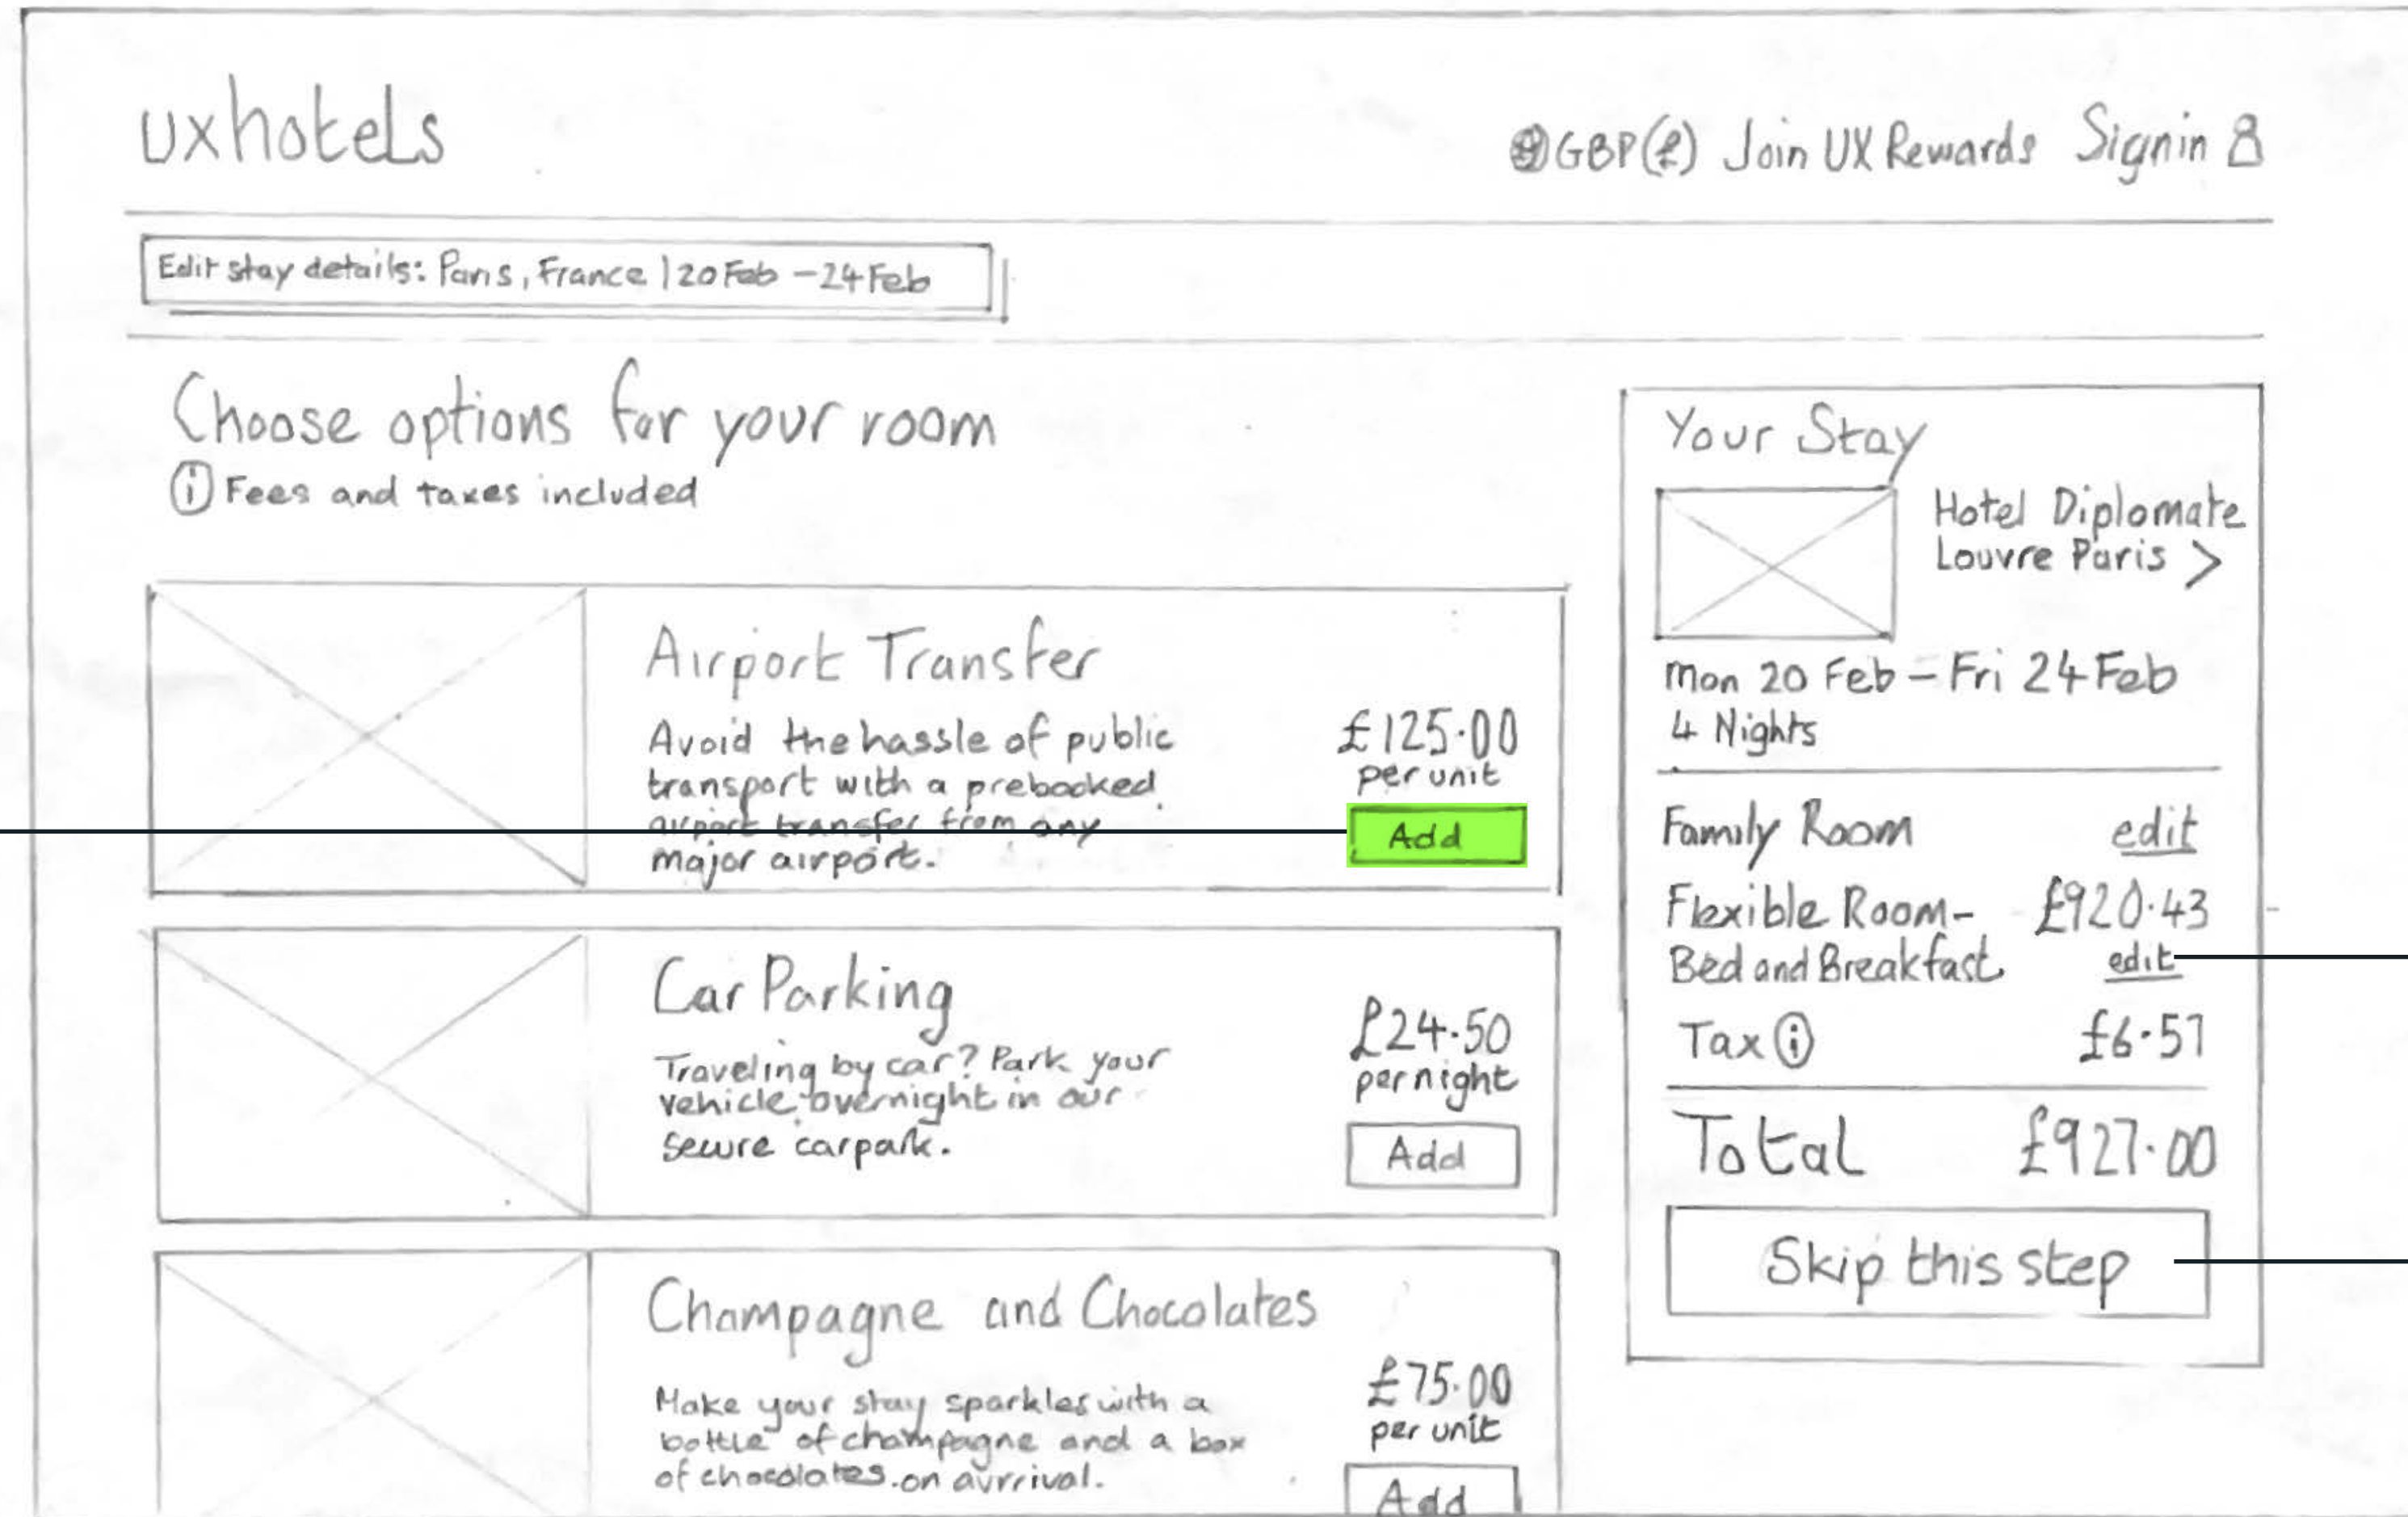 uxhotels
GBP(£) Join UX Rewards Signin
Edit stay details: Paris, France | 20 Feb - 24 Feb
Choose options for your room
i Fees and taxes included
Airport Transfer
Avoid the hassle of public
transport with a prebooked
airport transfer from any
major airport.
£125.00
per unit
Add
Car Parking
Traveling by car? Park your
vehicle overnight in our
secure carpark.
£24.50
per night
Add
Champagne and Chocolates
Make your stay sparkles with a
bottle of champagne and a box
of chocolates on avrrival.
£75.00
per unit
Add
Your Stay
Hotel Diplomate
Louvre Paris >
Mon 20 Feb - Fri 24 Feb
4 Nights
Family Room edit
Flexible Room- £920.43
Bed and Breakfast edit
Tax i £6.57
Total £927.00
Skip this step